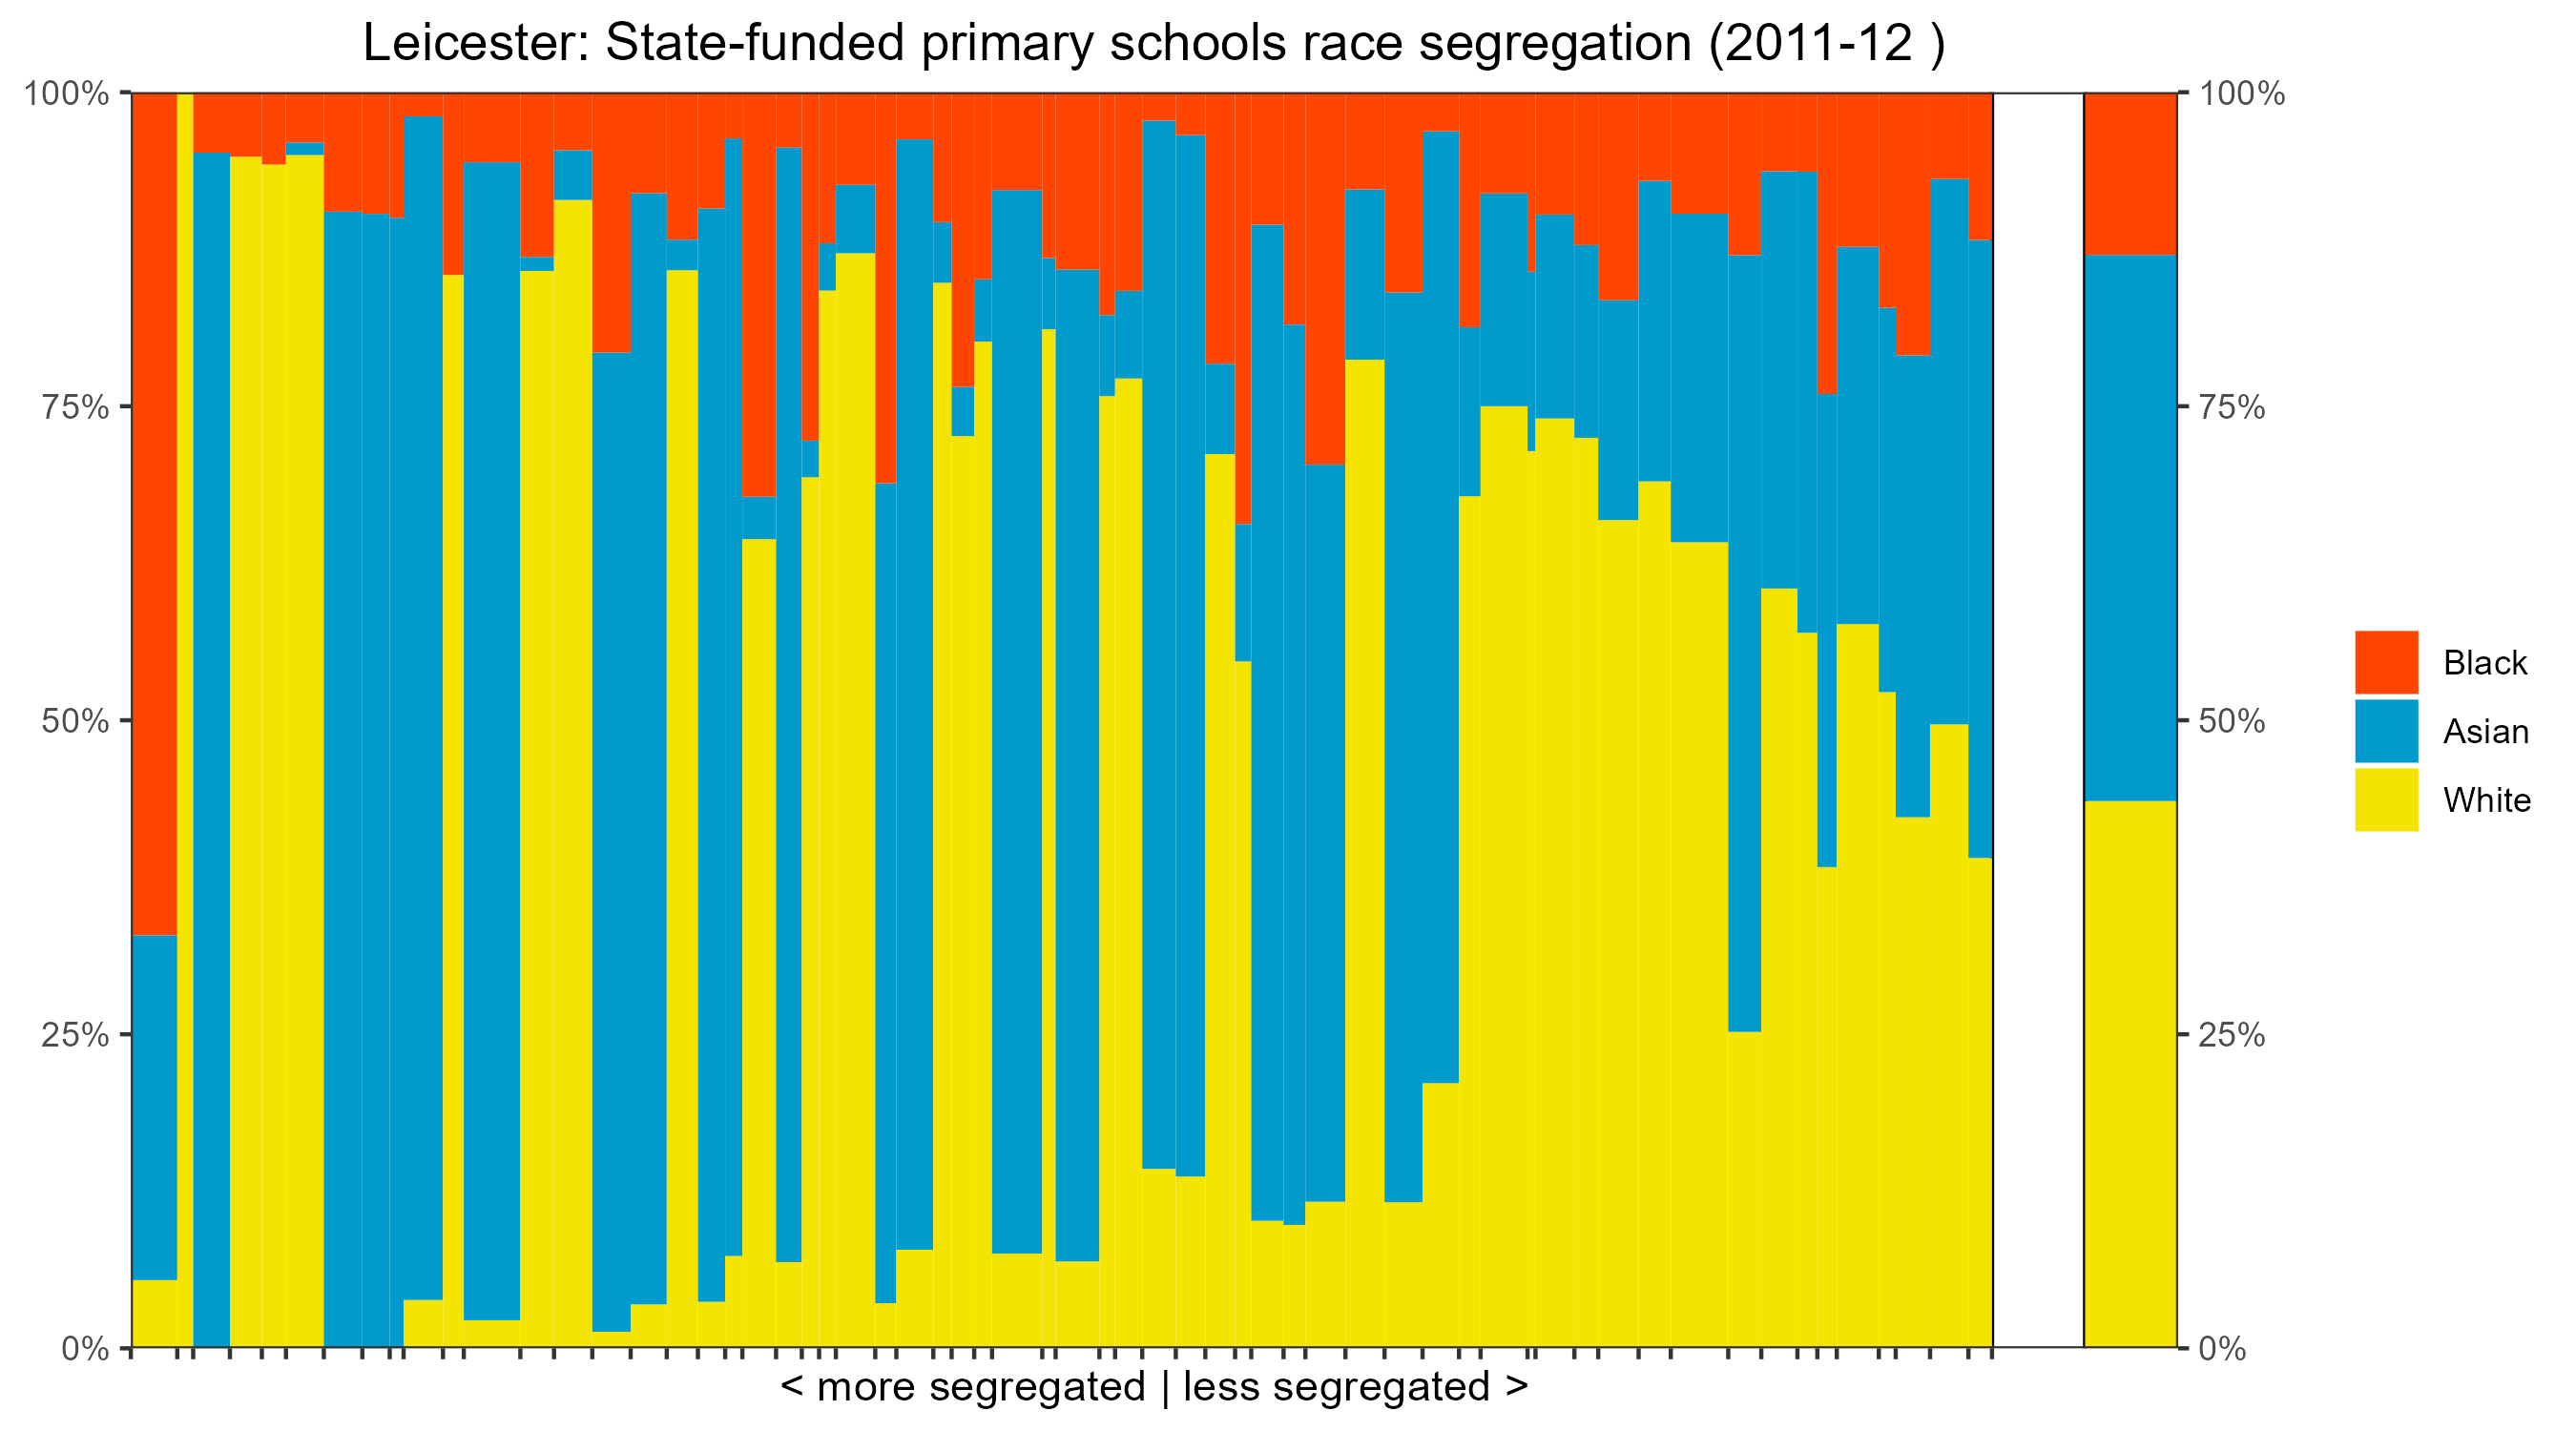 Leicester: State-funded primary schools race segregation (2011-12 )
100%
75%
50%
25%
0%
100%
75%
50%
25%
0%
Black
Asian
White
< more segregated | less segregated >